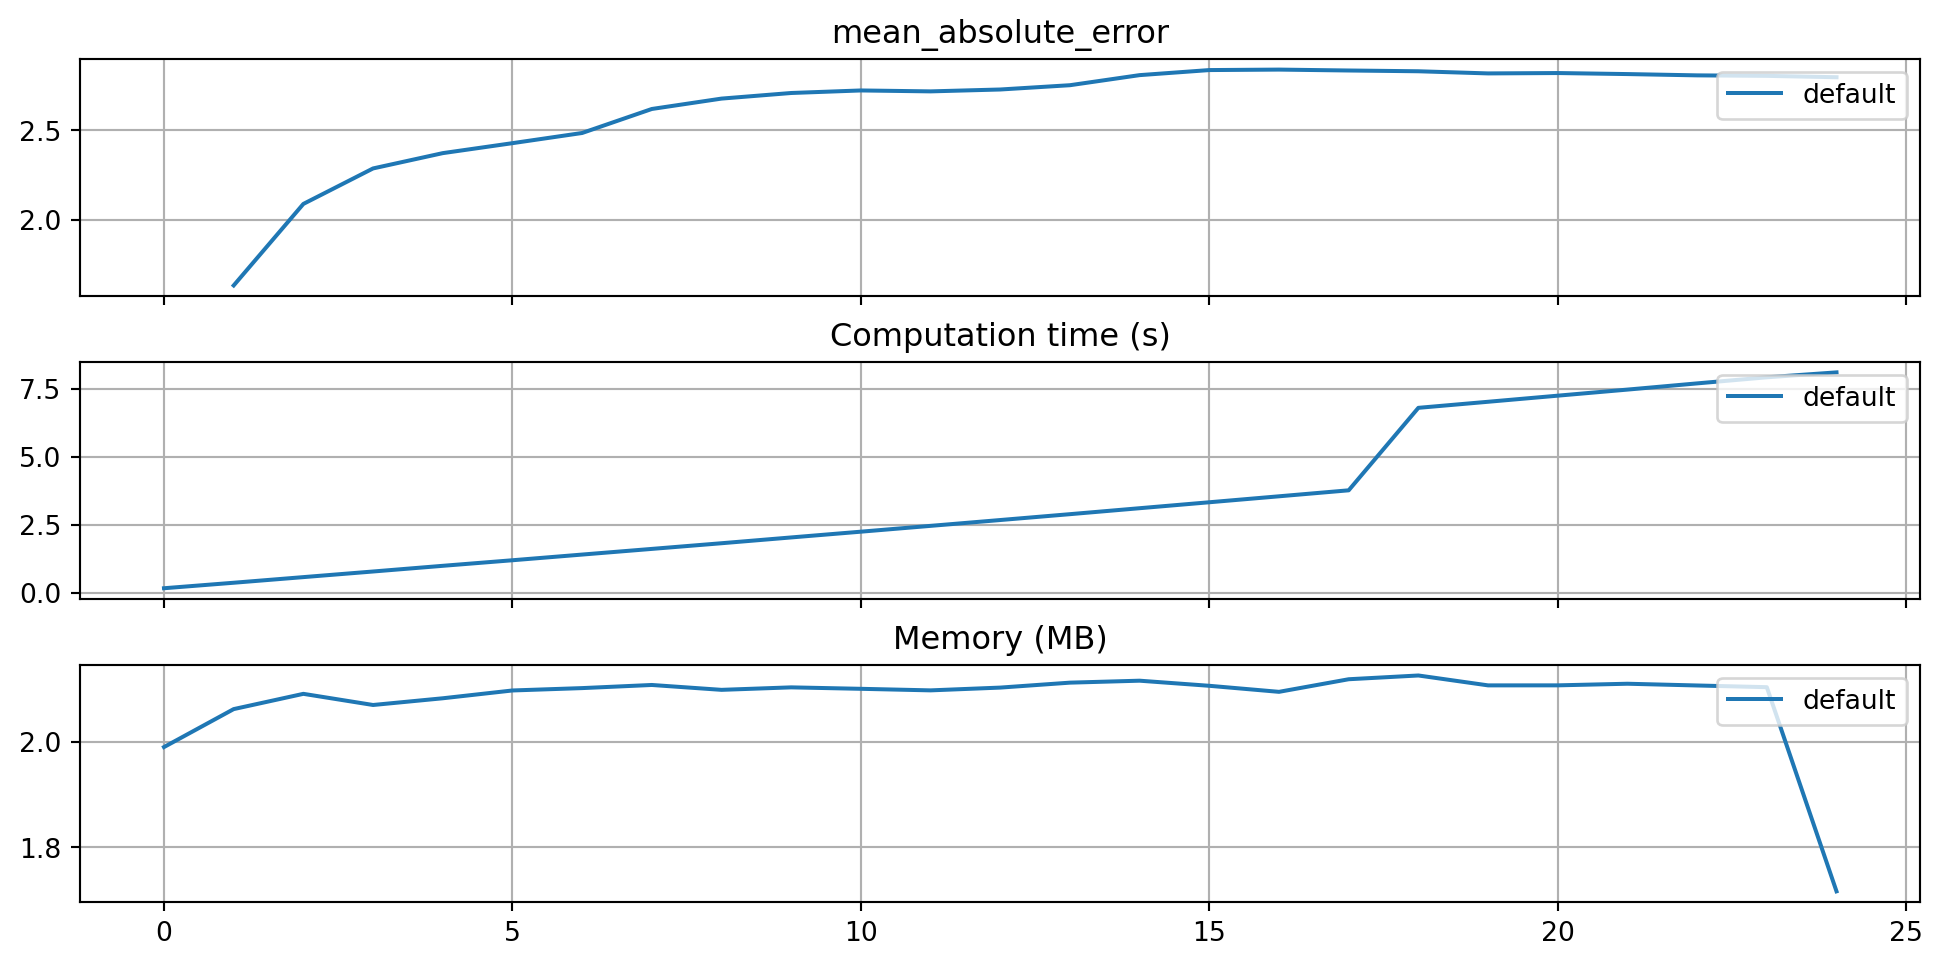 mean_absolute_error
2.5
2.0
default
Computation time (s)
7.5
5.0
2.5
0.0
default
Memory (MB)
2.0
1.8
default
0 5 10 15 20 25